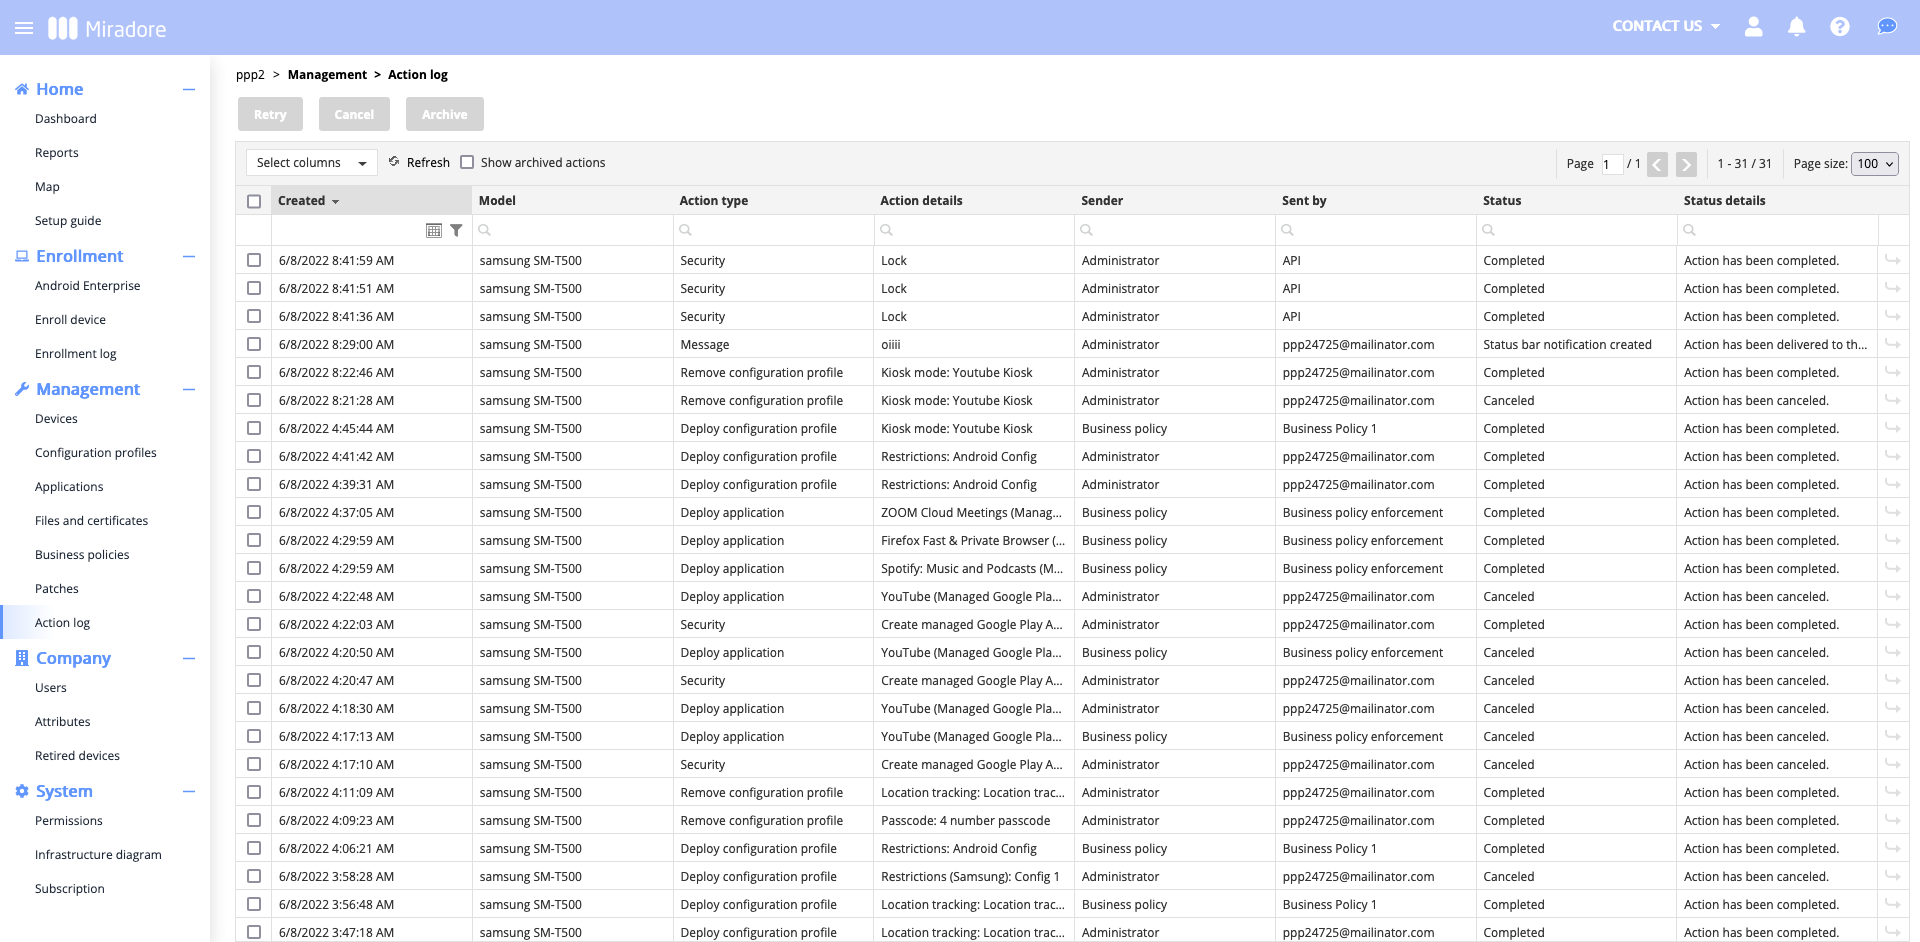 Miradore
CONTACT US
Home
Dashboard
Reports
Map
Setup guide
Enrollment
Android Enterprise
Enroll device
Enrollment log
Management
Devices
Configuration profiles
Applications
Files and certificates
Business policies
Patches
Action log
Company
Users
Attributes
Retired devices
System
Permissions
Infrastructure diagram
Subscription
ppp2 > Management > Action log
Retry Cancel Archive
Select columns Refresh Show archived actions Page 1 / 1 1 - 31 / 31 Page size: 100
Created Model Action type Action details Sender Sent by Status Status details
6/8/2022 8:41:59 AM samsung SM-T500 Security Lock Administrator API Completed Action has been completed.
6/8/2022 8:41:51 AM samsung SM-T500 Security Lock Administrator API Completed Action has been completed.
6/8/2022 8:41:36 AM samsung SM-T500 Security Lock Administrator API Completed Action has been completed.
6/8/2022 8:29:00 AM samsung SM-T500 Message oiiii Administrator ppp24725@mailinator.com Status bar notification created Action has been delivered to th...
6/8/2022 8:22:46 AM samsung SM-T500 Remove configuration profile Kiosk mode: Youtube Kiosk Administrator ppp24725@mailinator.com Completed Action has been completed.
6/8/2022 8:21:28 AM samsung SM-T500 Remove configuration profile Kiosk mode: Youtube Kiosk Administrator ppp24725@mailinator.com Canceled Action has been canceled.
6/8/2022 4:45:44 AM samsung SM-T500 Deploy configuration profile Kiosk mode: Youtube Kiosk Business policy Business Policy 1 Completed Action has been completed.
6/8/2022 4:41:42 AM samsung SM-T500 Deploy configuration profile Restrictions: Android Config Administrator ppp24725@mailinator.com Completed Action has been completed.
6/8/2022 4:39:31 AM samsung SM-T500 Deploy configuration profile Restrictions: Android Config Administrator ppp24725@mailinator.com Completed Action has been completed.
6/8/2022 4:37:05 AM samsung SM-T500 Deploy application ZOOM Cloud Meetings (Manag... Business policy Business policy enforcement Completed Action has been completed.
6/8/2022 4:29:59 AM samsung SM-T500 Deploy application Firefox Fast & Private Browser (... Business policy Business policy enforcement Completed Action has been completed.
6/8/2022 4:29:59 AM samsung SM-T500 Deploy application Spotify: Music and Podcasts (M... Business policy Business policy enforcement Completed Action has been completed.
6/8/2022 4:22:48 AM samsung SM-T500 Deploy application YouTube (Managed Google Pla... Administrator ppp24725@mailinator.com Canceled Action has been canceled.
6/8/2022 4:22:03 AM samsung SM-T500 Security Create managed Google Play A... Administrator ppp24725@mailinator.com Completed Action has been completed.
6/8/2022 4:20:50 AM samsung SM-T500 Deploy application YouTube (Managed Google Pla... Business policy Business policy enforcement Canceled Action has been canceled.
6/8/2022 4:20:47 AM samsung SM-T500 Security Create managed Google Play A... Administrator ppp24725@mailinator.com Canceled Action has been canceled.
6/8/2022 4:18:30 AM samsung SM-T500 Deploy application YouTube (Managed Google Pla... Administrator ppp24725@mailinator.com Canceled Action has been canceled.
6/8/2022 4:17:13 AM samsung SM-T500 Deploy application YouTube (Managed Google Pla... Business policy Business policy enforcement Canceled Action has been canceled.
6/8/2022 4:17:10 AM samsung SM-T500 Security Create managed Google Play A... Administrator ppp24725@mailinator.com Canceled Action has been canceled.
6/8/2022 4:11:09 AM samsung SM-T500 Remove configuration profile Location tracking: Location trac... Administrator ppp24725@mailinator.com Completed Action has been completed.
6/8/2022 4:09:23 AM samsung SM-T500 Remove configuration profile Passcode: 4 number passcode Administrator ppp24725@mailinator.com Completed Action has been completed.
6/8/2022 4:06:21 AM samsung SM-T500 Deploy configuration profile Restrictions: Android Config Business policy Business Policy 1 Completed Action has been completed.
6/8/2022 3:58:28 AM samsung SM-T500 Deploy configuration profile Restrictions (Samsung): Config 1 Administrator ppp24725@mailinator.com Canceled Action has been canceled.
6/8/2022 3:56:48 AM samsung SM-T500 Deploy configuration profile Location tracking: Location trac... Business policy Business Policy 1 Completed Action has been completed.
6/8/2022 3:47:18 AM samsung SM-T500 Deploy configuration profile Location tracking: Location trac... Administrator ppp24725@mailinator.com Completed Action has been completed.